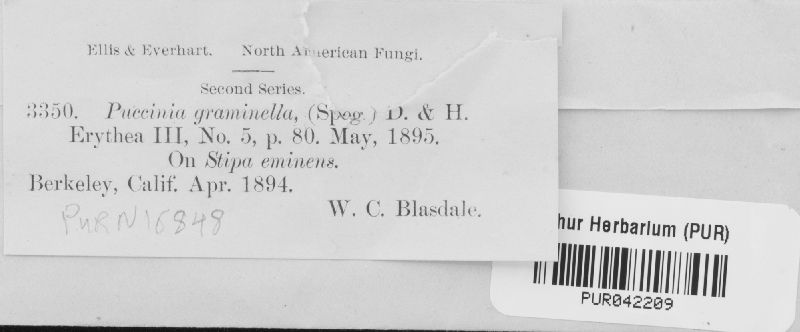 Ellis & Everhart. North American Fungi.
Second Series.
3350. Puccinia graminella, (Speg.) D. & H.
Erythea III, No. 5, p. 80. May, 1895.
On Stipa eminens.
Berkeley, Calif. Apr. 1894.
W. C. Blasdale.
PUR N16848
hur Herbarium (PUR)
PUR042209